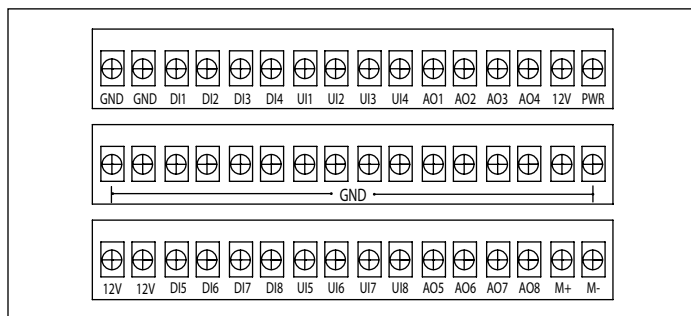 GND GND DI1 DI2 DI3 DI4 UI1 UI2 UI3 UI4 AO1 AO2 AO3 AO4 12V PWR
GND
12V 12V DI5 DI6 DI7 DI8 UI5 UI6 UI7 UI8 AO5 AO6 AO7 AO8 M+ M-